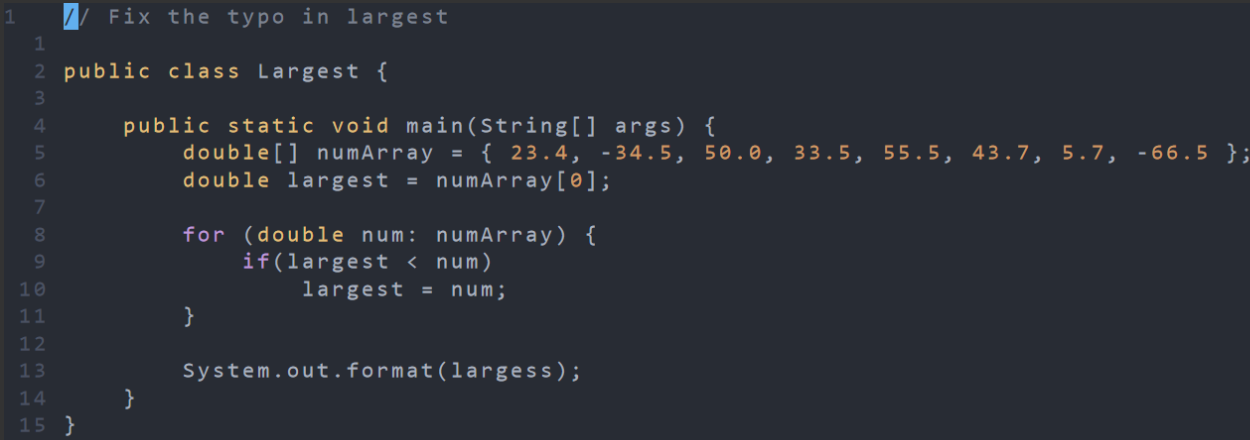 1 // Fix the typo in largest
1
2 public class Largest {
3
4 public static void main(String[] args) {
5 double[] numArray = { 23.4, -34.5, 50.0, 33.5, 55.5, 43.7, 5.7, -66.5 };
6 double largest = numArray[0];
7
8 for (double num: numArray) {
9 if(largest < num)
10 largest = num;
11 }
12
13 System.out.format(largess);
14 }
15 }